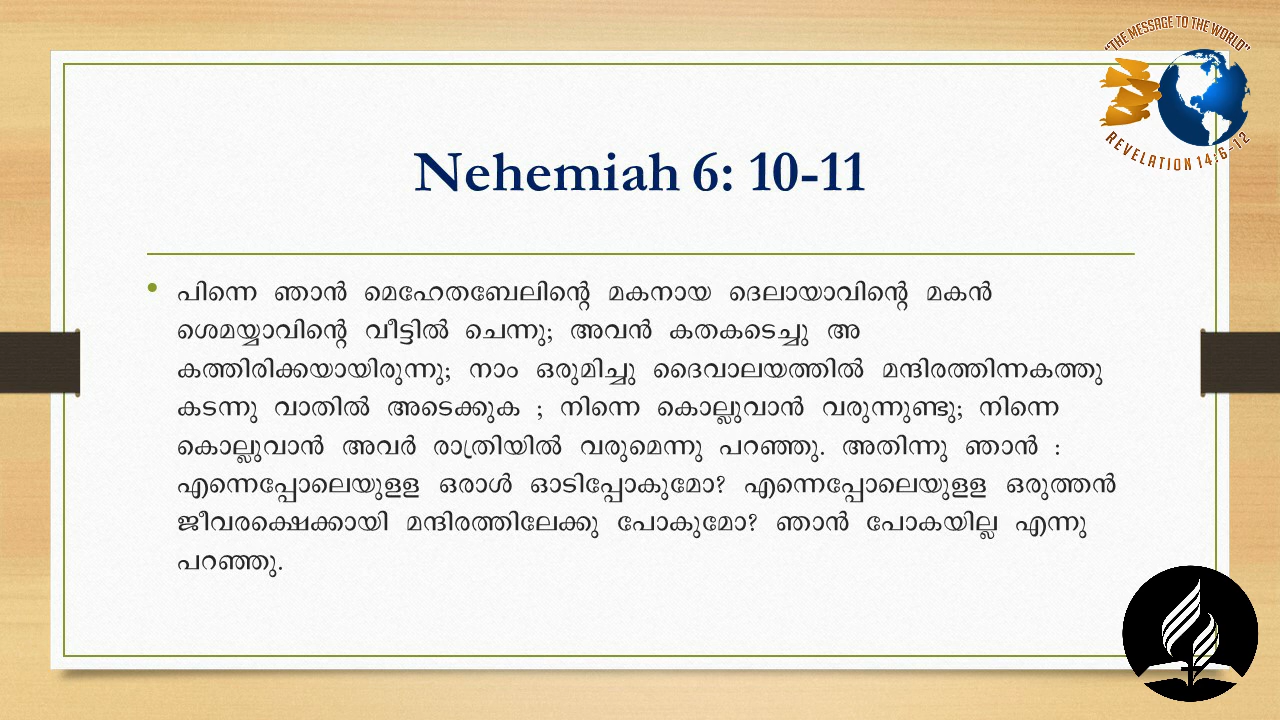 "THE MESSAGE TO THE WORLD"
REVELATION 14:6-12
Nehemiah 6: 10-11
• പിന്നെ ഞാൻ മെഹേതബേലിന്റെ മകനായ ദെലായാവിന്റെ മകൻ
ശെമയ്യാവിന്റെ വീട്ടിൽ ചെന്നു; അവൻ കതകടെച്ചു അ
കത്തിരിക്കയായിരുന്നു; നാം ഒരുമിച്ചു ദൈവാലയത്തിൽ മന്ദിരത്തിന്നകത്തു
കടന്നു വാതിൽ അടെക്കുക ; നിന്നെ കൊല്ലുവാൻ വരുന്നുണ്ടു; നിന്നെ
കൊല്ലുവാൻ അവർ രാത്രിയിൽ വരുമെന്നു പറഞ്ഞു. അതിന്നു ഞാൻ :
എന്നെപ്പോലെയുളള ഒരാൾ ഓടിപ്പോകുമോ? എന്നെപ്പോലെയുളള ഒരുത്തൻ
ജീവരക്ഷെക്കായി മന്ദിരത്തിലേക്കു പോകുമോ? ഞാൻ പോകയില്ല എന്നു
പറഞ്ഞു.